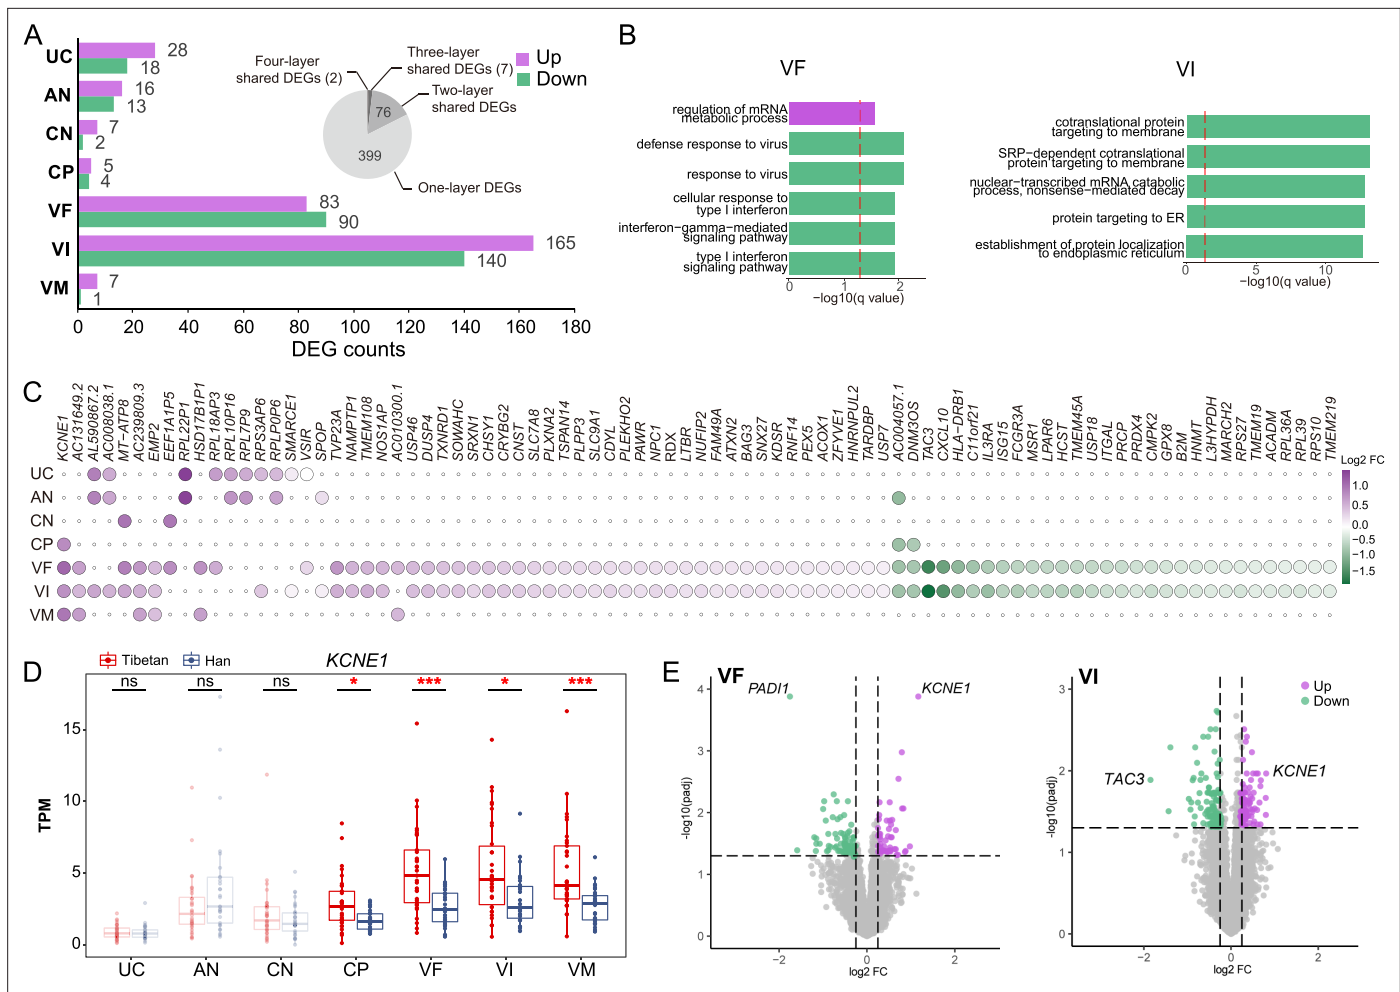 A
UC
AN
CN
CP
VF
VI
VM
28
18
16
13
7
2
5
4
83
90
165
140
7
1
0 20 40 60 80 100 120 140 160 180
DEG counts
Up
Down
Four-layer
shared DEGs (2)
Three-layer
shared DEGs (7)
Two-layer
shared DEGs
76
399
One-layer DEGs
B
VF
regulation of mRNA
metabolic process
defense response to virus
response to virus
cellular response to
type I interferon
interferon−gamma−mediated
signaling pathway
type I interferon
signaling pathway
0 1 2
−log10(q value)
VI
cotranslational protein
targeting to membrane
SRP−dependent cotranslational
protein targeting to membrane
nuclear−transcribed mRNA catabolic
process, nonsense−mediated decay
protein targeting to ER
establishment of protein localization
to endoplasmic reticulum
0 5 10
−log10(q value)
C
KCNE1
AC131649.2
AL590867.2
AC008038.1
MT−ATP8
AC239809.3
EMP2
EEF1A1P5
RPL22P1
HSD17B1P1
RPL18AP3
RPL10P16
RPL7P9
RPS3AP6
RPLP0P6
SMARCE1
VSIR
SPOP
TVP23A
NAMPTP1
TMEM108
NOS1AP
AC010300.1
USP46
DUSP4
TXNRD1
SOWAHC
SRXN1
CHSY1
CRYBG2
CNST
SLC7A8
PLXNA2
TSPAN14
PLPP3
SLC9A1
CDYL
PLEKHO2
PAWR
NPC1
RDX
LTBR
NUFIP2
FAM49A
ATXN2
BAG3
SNX27
KDSR
RNF14
PEX5
ACOX1
ZFYVE1
HNRNPUL2
TARDBP
USP7
AC004057.1
DNM3OS
TAC3
CXCL10
HLA−DRB1
C11orf21
IL3RA
ISG15
FCGR3A
MSR1
LPAR6
HCST
TMEM45A
USP18
ITGAL
PRCP
PRDX4
CMPK2
GPX8
B2M
HNMT
L3HYPDH
MARCH2
RPS27
TMEM19
ACADM
RPL36A
RPL39
RPS10
TMEM219
UC
AN
CN
CP
VF
VI
VM
Log2 FC
1.0
0.5
0.0
−0.5
−1.0
−1.5
D
Tibetan
Han
KCNE1
ns ns ns * *** * ***
TPM
15
10
5
0
UC AN CN CP VF VI VM
E
VF
PADI1
KCNE1
4
3
2
1
0
-log10(padj)
−2 0 2
log2 FC
VI
Up
Down
TAC3
KCNE1
3
2
1
0
-log10(padj)
−2 0 2
log2 FC